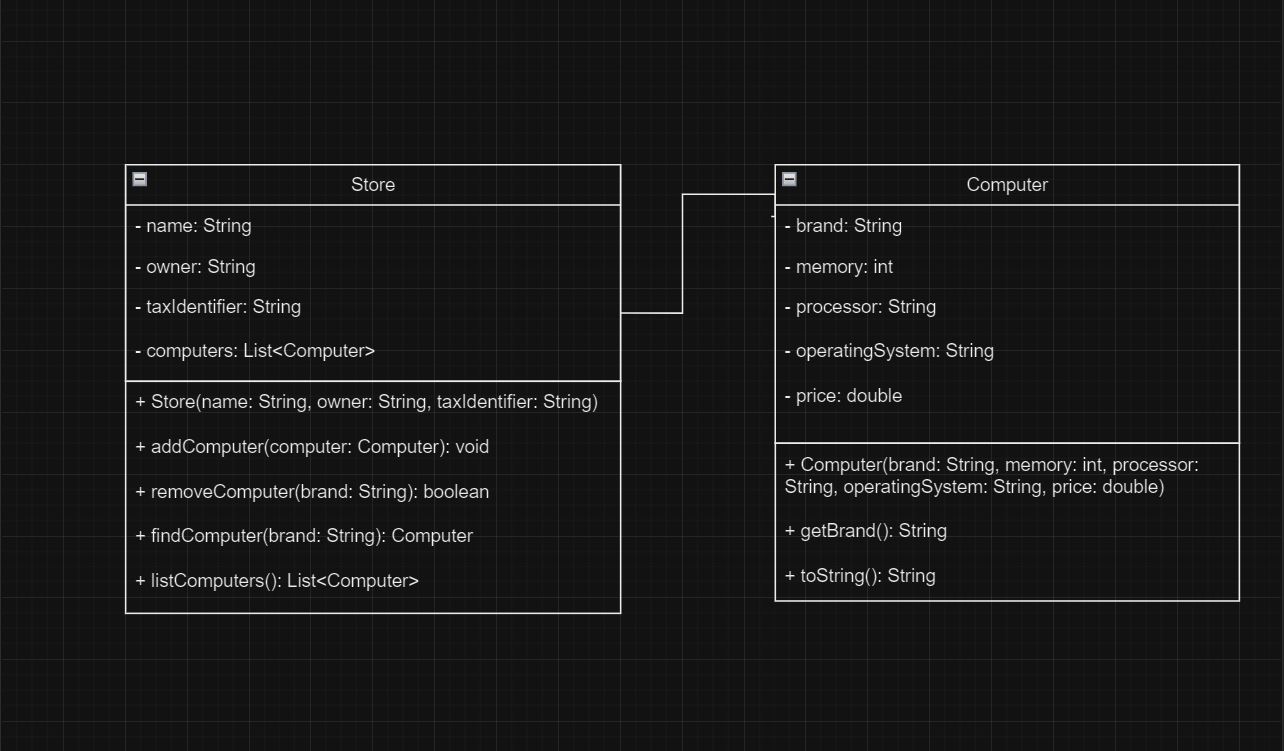 Store
- name: String
- owner: String
- taxIdentifier: String
- computers: List<Computer>
+ Store(name: String, owner: String, taxIdentifier: String)
+ addComputer(computer: Computer): void
+ removeComputer(brand: String): boolean
+ findComputer(brand: String): Computer
+ listComputers(): List<Computer>
Computer
- brand: String
- memory: int
- processor: String
- operatingSystem: String
- price: double
+ Computer(brand: String, memory: int, processor:
String, operatingSystem: String, price: double)
+ getBrand(): String
+ toString(): String